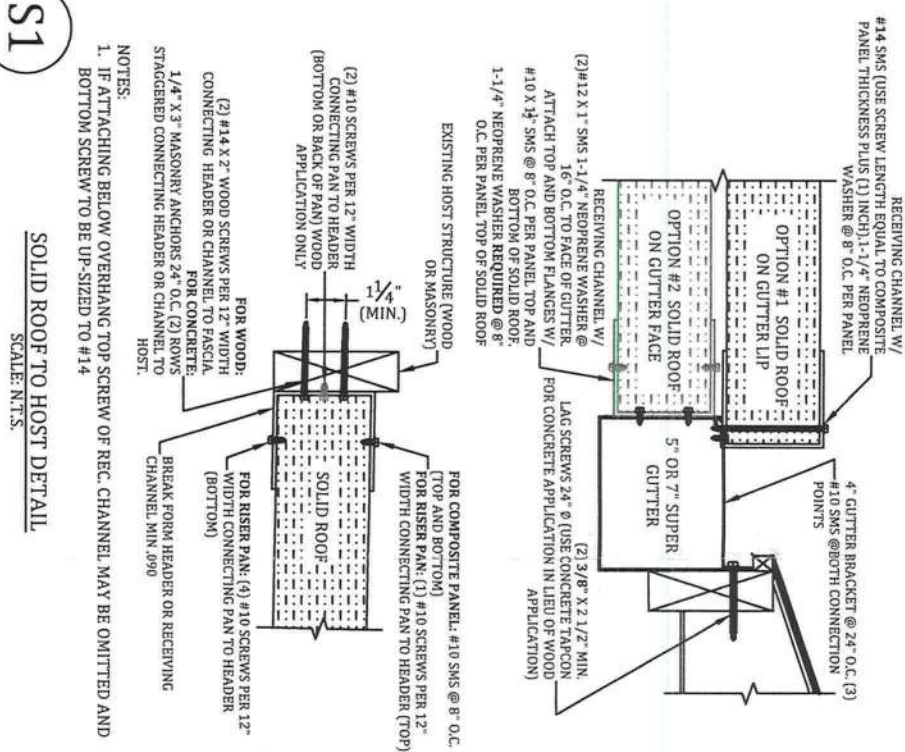 RECEIVING CHANNEL W/
#14 SMS (USE SCREW LENGTH EQUAL TO COMPOSITE
PANEL THICKNESS PLUS (1) INCH),1-1/4" NEOPRENE
WASHER @ 8" O.C. PER PANEL
OPTION #1 SOLID ROOF
ON GUTTER LIP
4" GUTTER BRACKET @ 24" O.C. (3)
#10 SMS @BOTH CONNECTION
POINTS
OPTION #2 SOLID ROOF
ON GUTTER FACE
5" OR 7" SUPER
GUTTER
RECEIVING CHANNEL W/
(2)#12 X 1" SMS 1-1/4" NEOPRENE WASHER @
16" O.C. TO FACE OF GUTTER.
ATTACH TOP AND BOTTOM FLANGES W/
#10 X 1½" SMS @ 8" O.C. PER PANEL TOP AND
BOTTOM OF SOLID ROOF.
1-1/4" NEOPRENE WASHER REQUIRED @ 8"
O.C. PER PANEL TOP OF SOLID ROOF
(2) 3/8" X 2 1/2" MIN.
LAG SCREWS 24" Ø (USE CONCRETE TAPCON
FOR CONCRETE APPLICATION IN LIEU OF WOOD
APPLICATION)
EXISTING HOST STRUCTURE (WOOD
OR MASONRY)
1¼"
(MIN.)
(2) #10 SCREWS PER 12" WIDTH
CONNECTING PAN TO HEADER
(BOTTOM OR BACK OF PAN) WOOD
APPLICATION ONLY
FOR COMPOSITE PANEL: #10 SMS @ 8" O.C.
(TOP AND BOTTOM)
FOR RISER PAN: (1) #10 SCREWS PER 12"
WIDTH CONNECTING PAN TO HEADER (TOP)
SOLID ROOF
FOR WOOD:
(2) #14 X 2" WOOD SCREWS PER 12" WIDTH
CONNECTING HEADER OR CHANNEL TO FASCIA.
FOR CONCRETE:
1/4" X 3" MASONRY ANCHORS 24" O.C. (2) ROWS
STAGGERED CONNECTING HEADER OR CHANNEL TO
HOST.
FOR RISER PAN: (4) #10 SCREWS PER 12"
WIDTH CONNECTING PAN TO HEADER
(BOTTOM)
BREAK FORM HEADER OR RECEIVING
CHANNEL MIN .090
NOTES:
1. IF ATTACHING BELOW OVERHANG TOP SCREW OF REC. CHANNEL MAY BE OMITTED AND
BOTTOM SCREW TO BE UP-SIZED TO #14
S1
SOLID ROOF TO HOST DETAIL
SCALE: N.T.S.